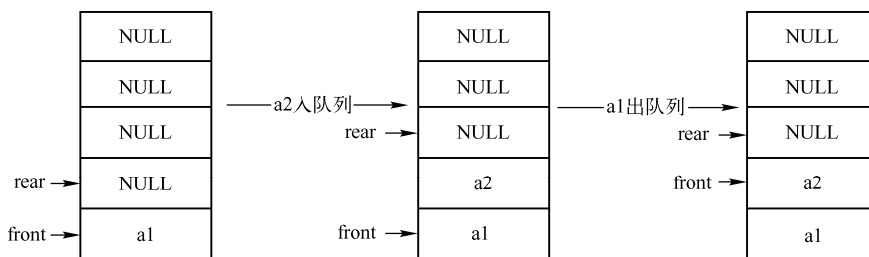 NULL NULL NULL
NULL NULL NULL
a2入队列 a1出队列
NULL rear NULL rear NULL
rear NULL a2 front a2
front a1 front a1 a1